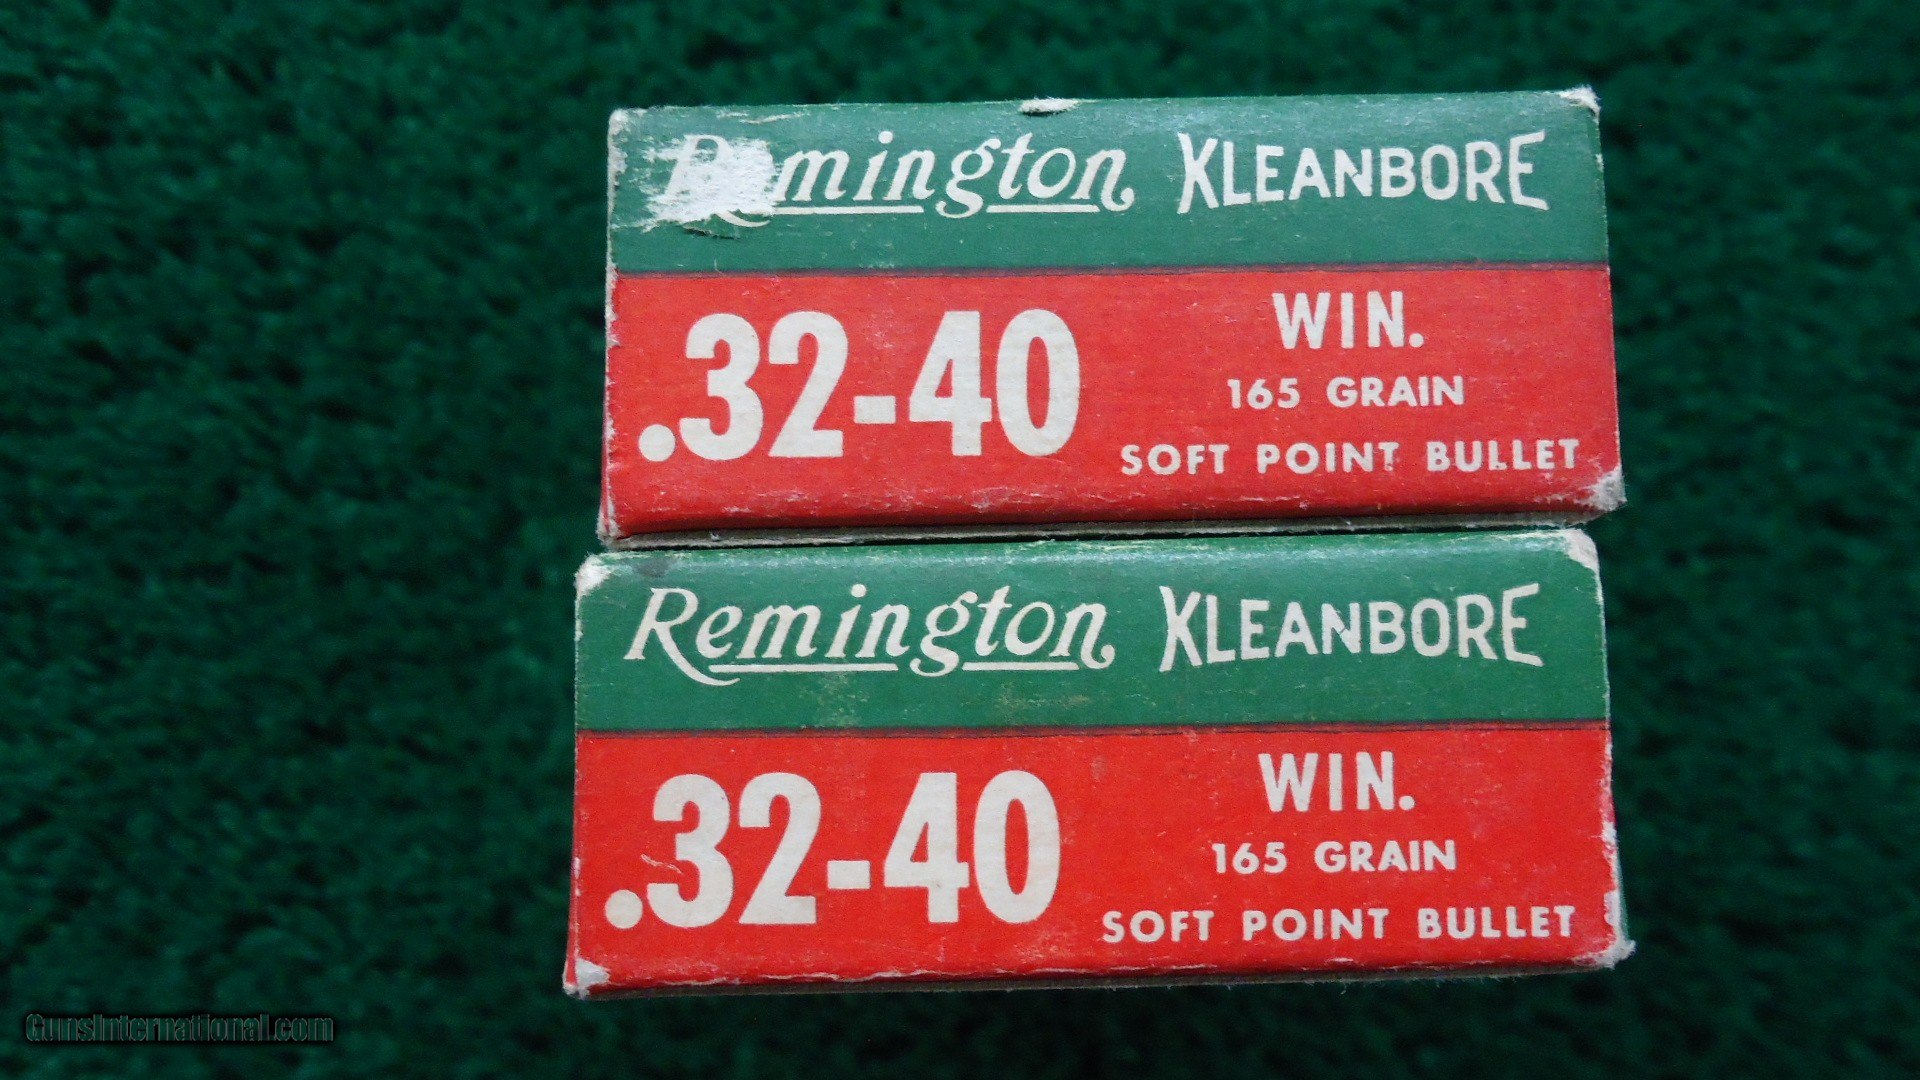 Remington KLEANBORE
.32-40
WIN.
165 GRAIN
SOFT POINT BULLET
Remington KLEANBORE
.32-40
WIN.
165 GRAIN
SOFT POINT BULLET
GunsInternational.com